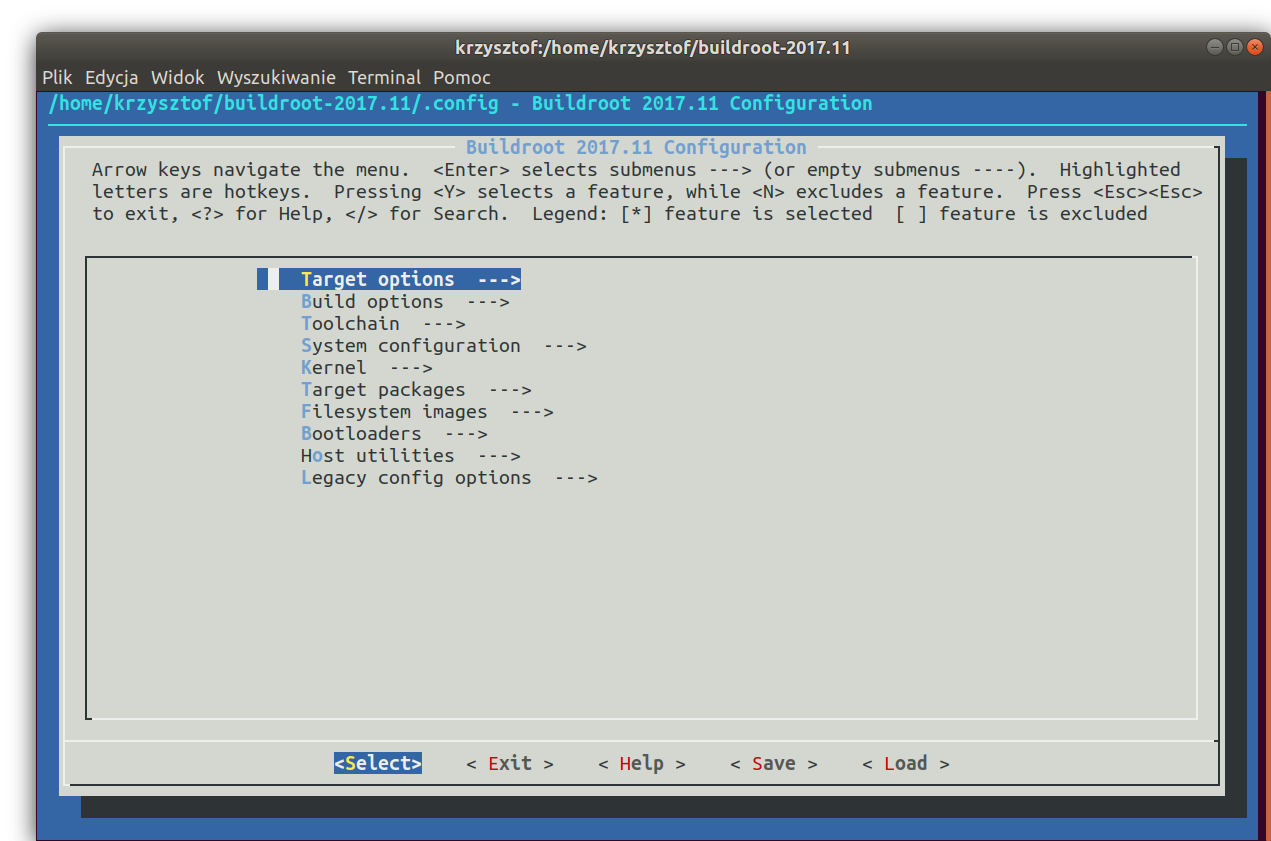 krzysztof:/home/krzysztof/buildroot-2017.11
Plik Edycja Widok Wyszukiwanie Terminal Pomoc
/home/krzysztof/buildroot-2017.11/.config - Buildroot 2017.11 Configuration
Buildroot 2017.11 Configuration
Arrow keys navigate the menu.  <Enter> selects submenus ---> (or empty submenus ----).  Highlighted
letters are hotkeys.  Pressing <Y> selects a feature, while <N> excludes a feature.  Press <Esc><Esc>
to exit, <?> for Help, </> for Search.  Legend: [*] feature is selected  [ ] feature is excluded
Target options  --->
Build options  --->
Toolchain  --->
System configuration  --->
Kernel  --->
Target packages  --->
Filesystem images  --->
Bootloaders  --->
Host utilities  --->
Legacy config options  --->
<Select>    < Exit >    < Help >    < Save >    < Load >